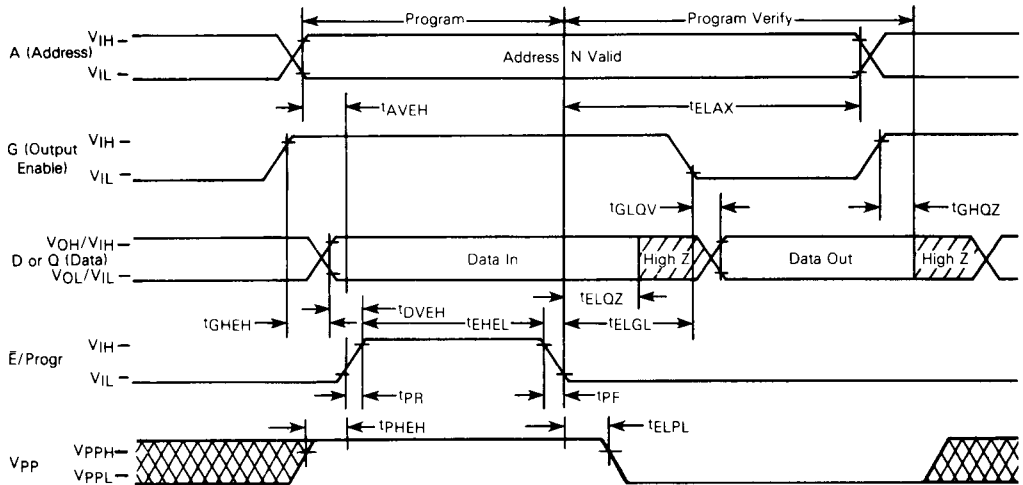 Program
Program Verify
A (Address)
VIH
VIL
Address N Valid
tAVEH
tELAX
G (Output
Enable)
VIH
VIL
tGLQV
tGHQZ
D or Q (Data)
VOH/VIH
VOL/VIL
Data In
High Z
Data Out
High Z
tELQZ
tGHEH
tDVEH
tEHEL
tELGL
E̅/Progr
VIH
VIL
tPR
tPF
tPHEH
tELPL
VPP
VPPH
VPPL